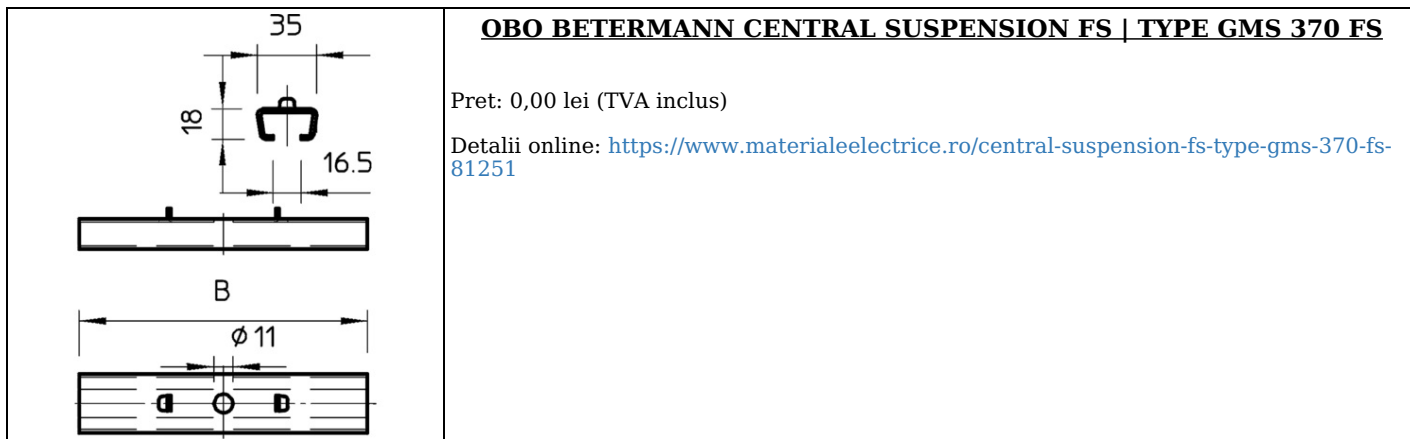 35
18
16.5
B
ø 11
OBO BETERMANN CENTRAL SUSPENSION FS | TYPE GMS 370 FS
Pret: 0,00 lei (TVA inclus)
Detalii online: https://www.materialeelectrice.ro/central-suspension-fs-type-gms-370-fs-
81251